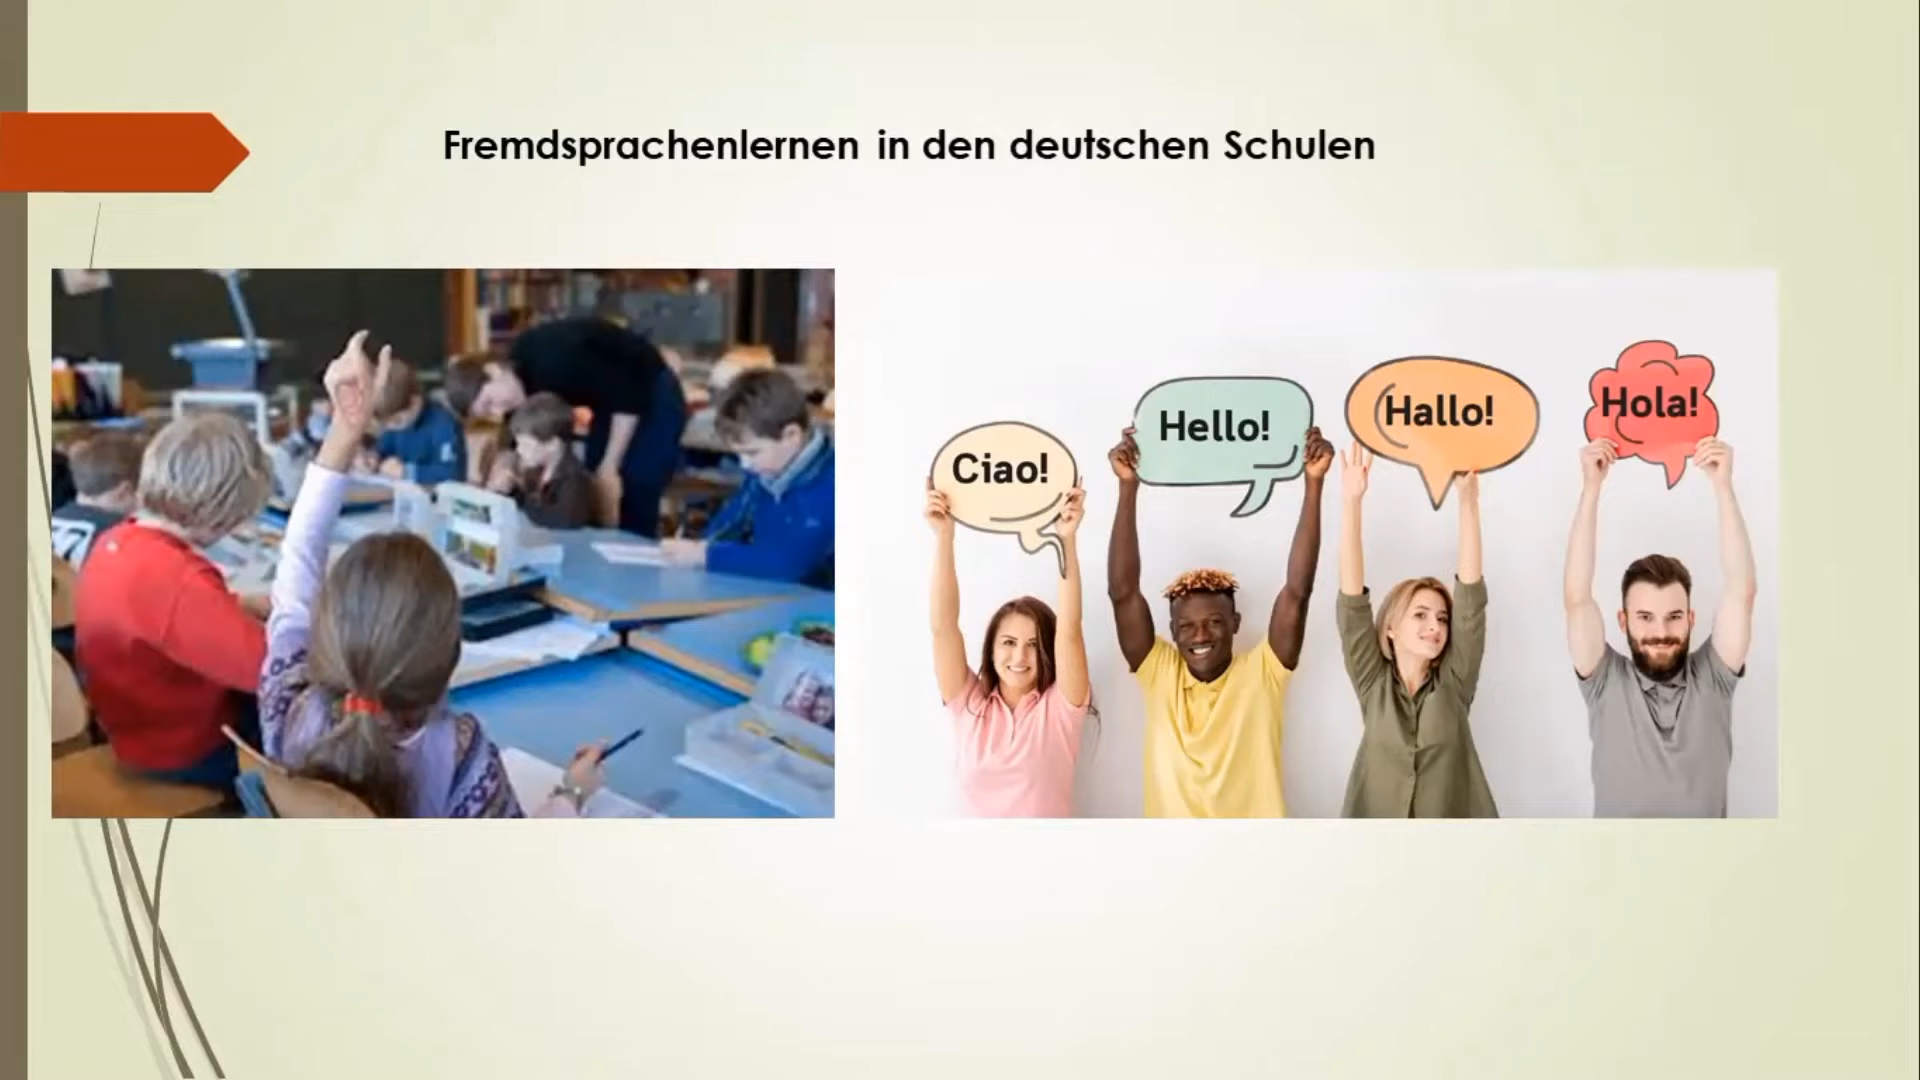 Fremdsprachenlernen in den deutschen Schulen
Ciao!
Hello!
Hallo!
Hola!